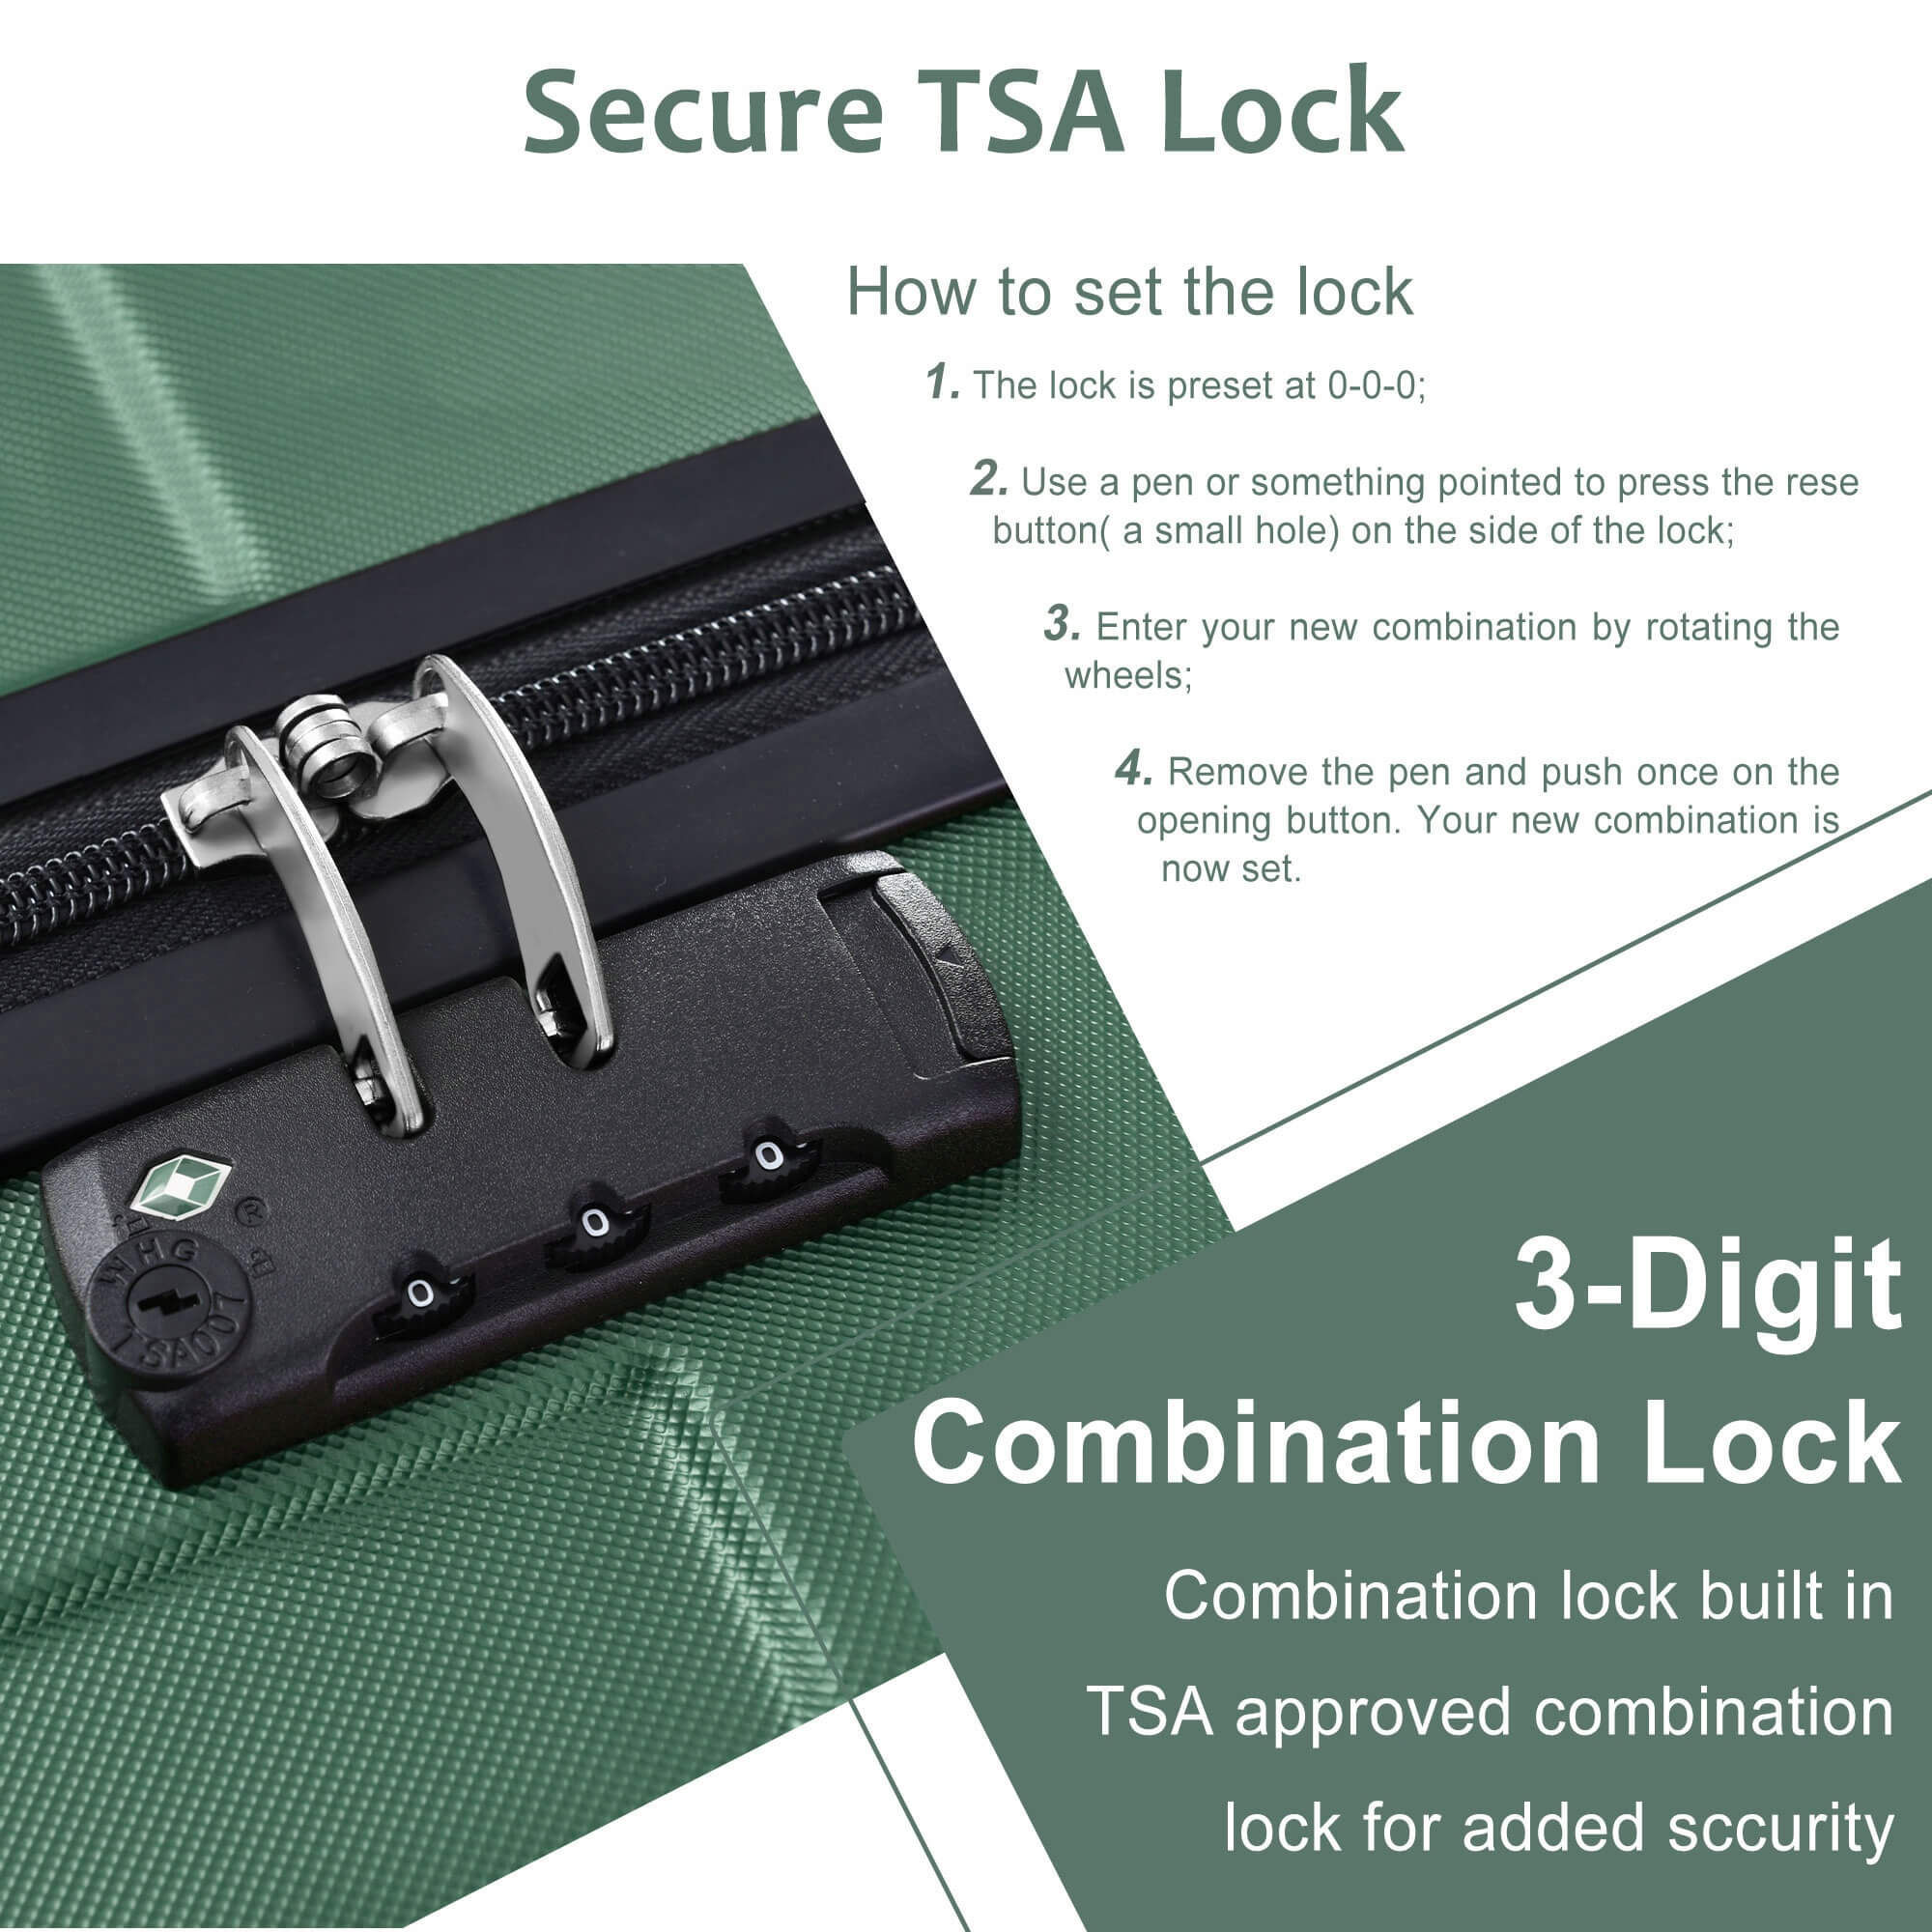 Secure TSA Lock
How to set the lock
1. The lock is preset at 0-0-0;
2. Use a pen or something pointed to press the rese
button( a small hole) on the side of the lock;
3. Enter your new combination by rotating the
wheels;
4. Remove the pen and push once on the
opening button. Your new combination is
now set.
0
0
0
®
WHG
TSA007
3-Digit
Combination Lock
Combination lock built in
TSA approved combination
lock for added sccurity